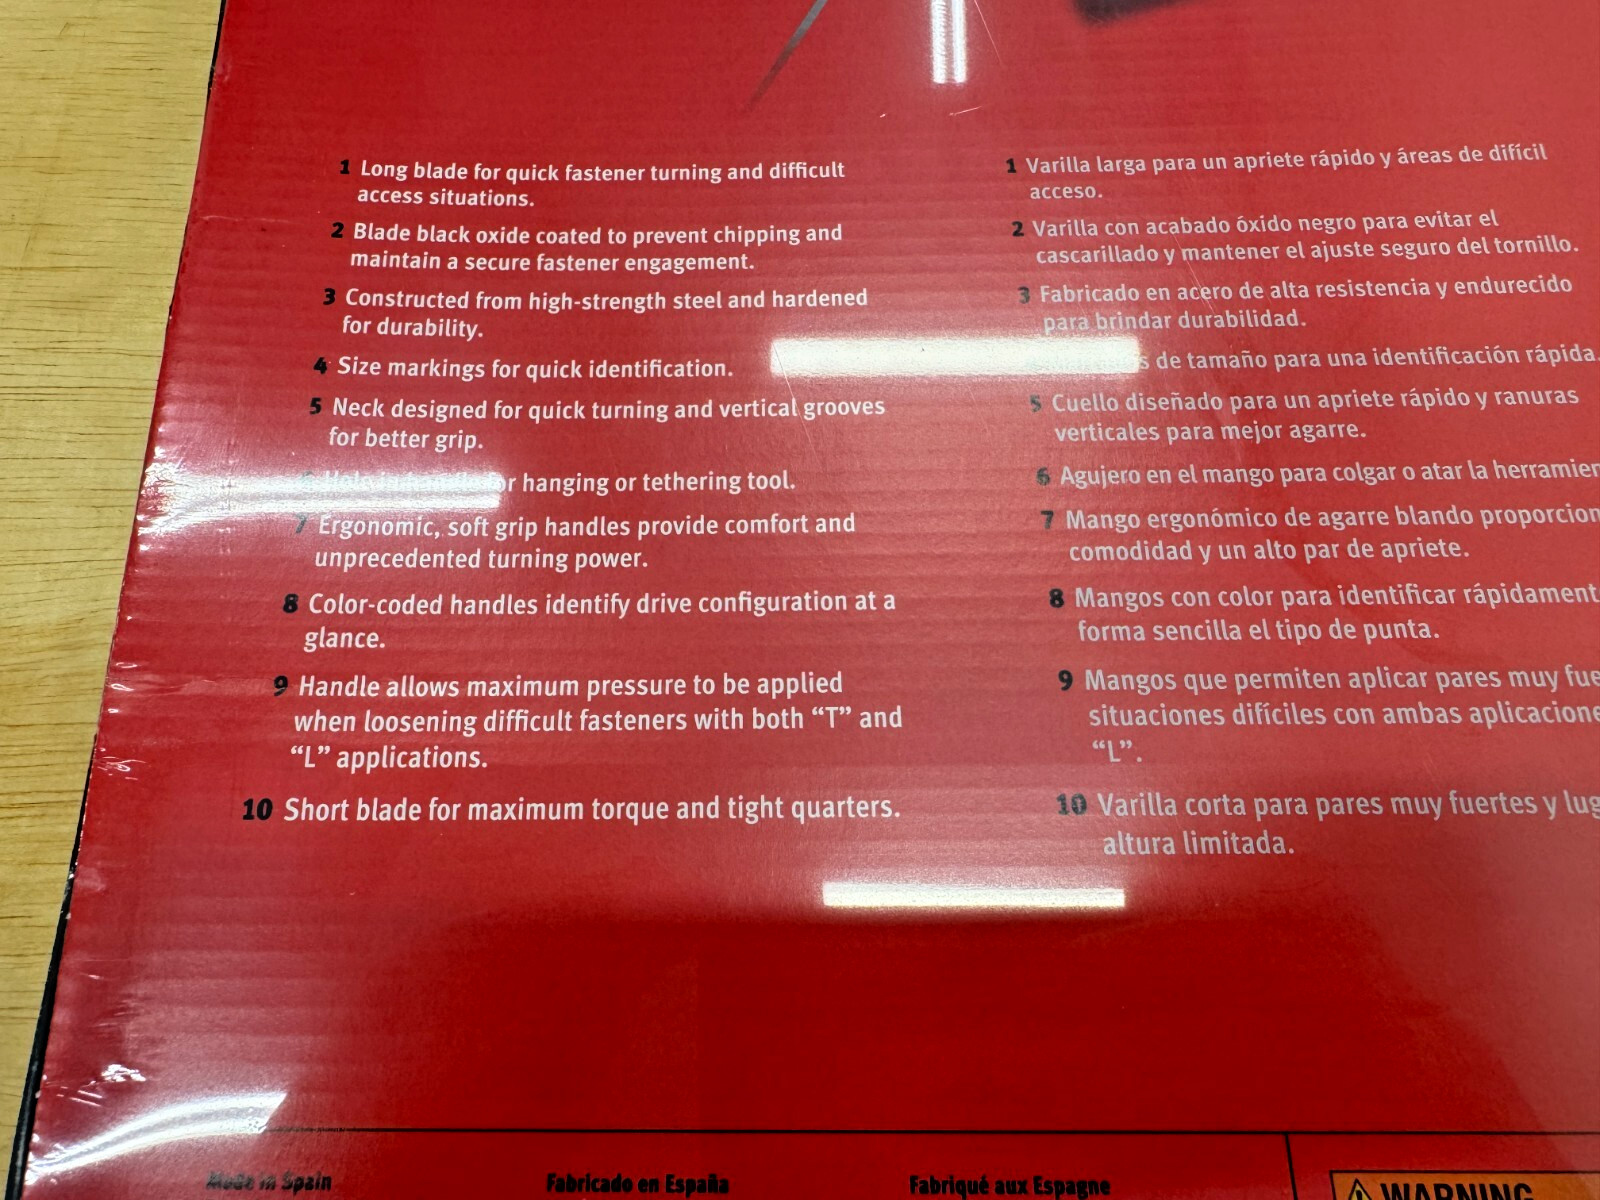 1 Long blade for quick fastener turning and difficult
access situations.
2 Blade black oxide coated to prevent chipping and
maintain a secure fastener engagement.
3 Constructed from high-strength steel and hardened
for durability.
4 Size markings for quick identification.
5 Neck designed for quick turning and vertical grooves
for better grip.
Hole in handle for hanging or tethering tool.
7 Ergonomic, soft grip handles provide comfort and
unprecedented turning power.
8 Color-coded handles identify drive configuration at a
glance.
9 Handle allows maximum pressure to be applied
when loosening difficult fasteners with both “T” and
“L” applications.
10 Short blade for maximum torque and tight quarters.
1 Varilla larga para un apriete rápido y áreas de difícil
acceso.
2 Varilla con acabado óxido negro para evitar el
cascarillado y mantener el ajuste seguro del tornillo.
3 Fabricado en acero de alta resistencia y endurecido
para brindar durabilidad.
de tamaño para una identificación rápida.
5 Cuello diseñado para un apriete rápido y ranuras
verticales para mejor agarre.
6 Agujero en el mango para colgar o atar la herramien
7 Mango ergonómico de agarre blando proporcion
comodidad y un alto par de apriete.
8 Mangos con color para identificar rápidament
forma sencilla el tipo de punta.
9 Mangos que permiten aplicar pares muy fue
situaciones difíciles con ambas aplicacione
“L”.
10 Varilla corta para pares muy fuertes y lug
altura limitada.
Made in Spain
Fabricado en España
Fabriqué aux Espagne
WARNING